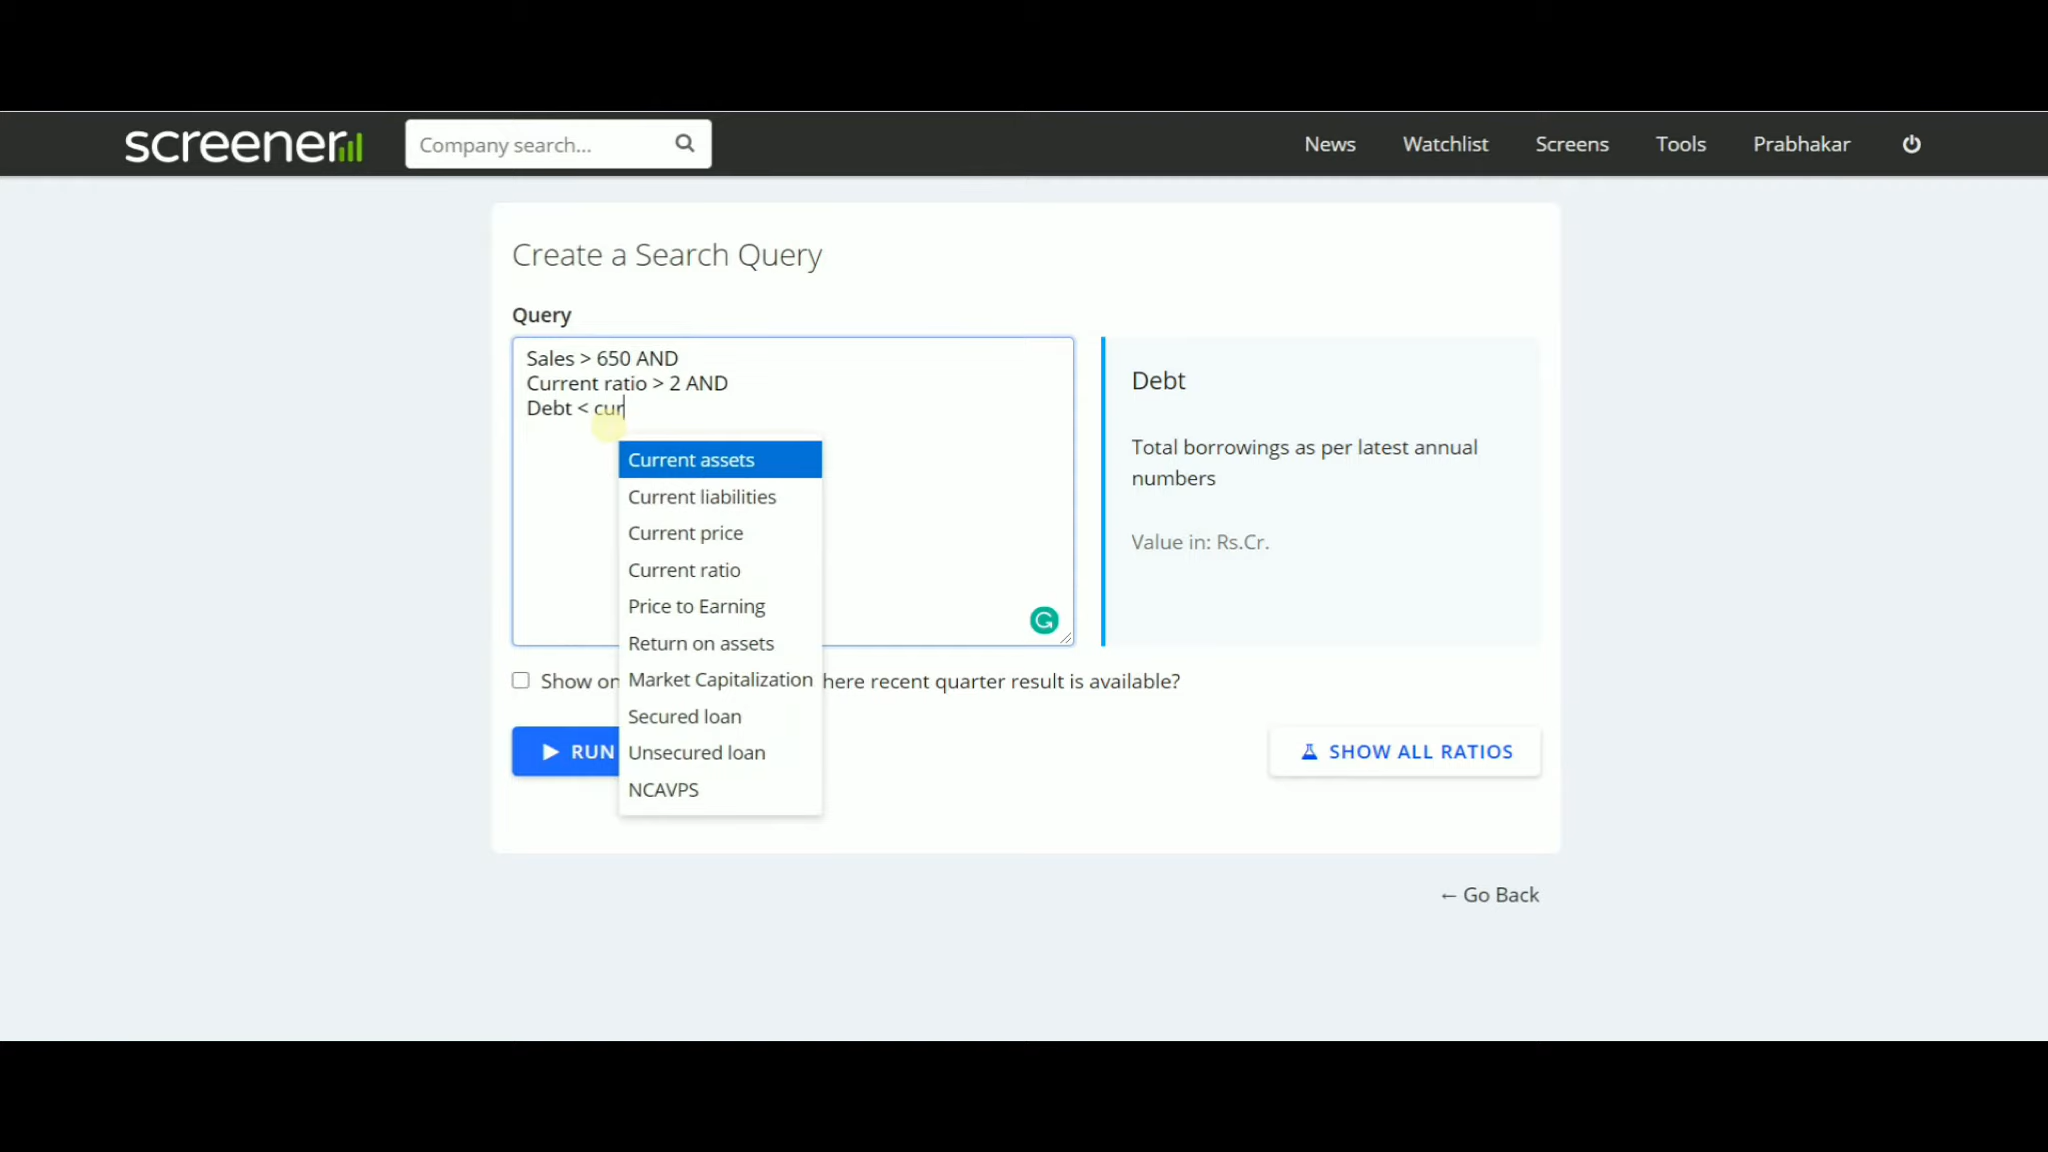 screener
Company search...
News
Watchlist
Screens
Tools
Prabhakar
Create a Search Query
Query
Sales > 650 AND
Current ratio > 2 AND
Debt < cur
Current assets
Current liabilities
Current price
Current ratio
Price to Earning
Return on assets
Market Capitalization
Secured loan
Unsecured loan
NCAVPS
Debt
Total borrowings as per latest annual
numbers
Value in: Rs.Cr.
Show on here recent quarter result is available?
RUN
SHOW ALL RATIOS
← Go Back